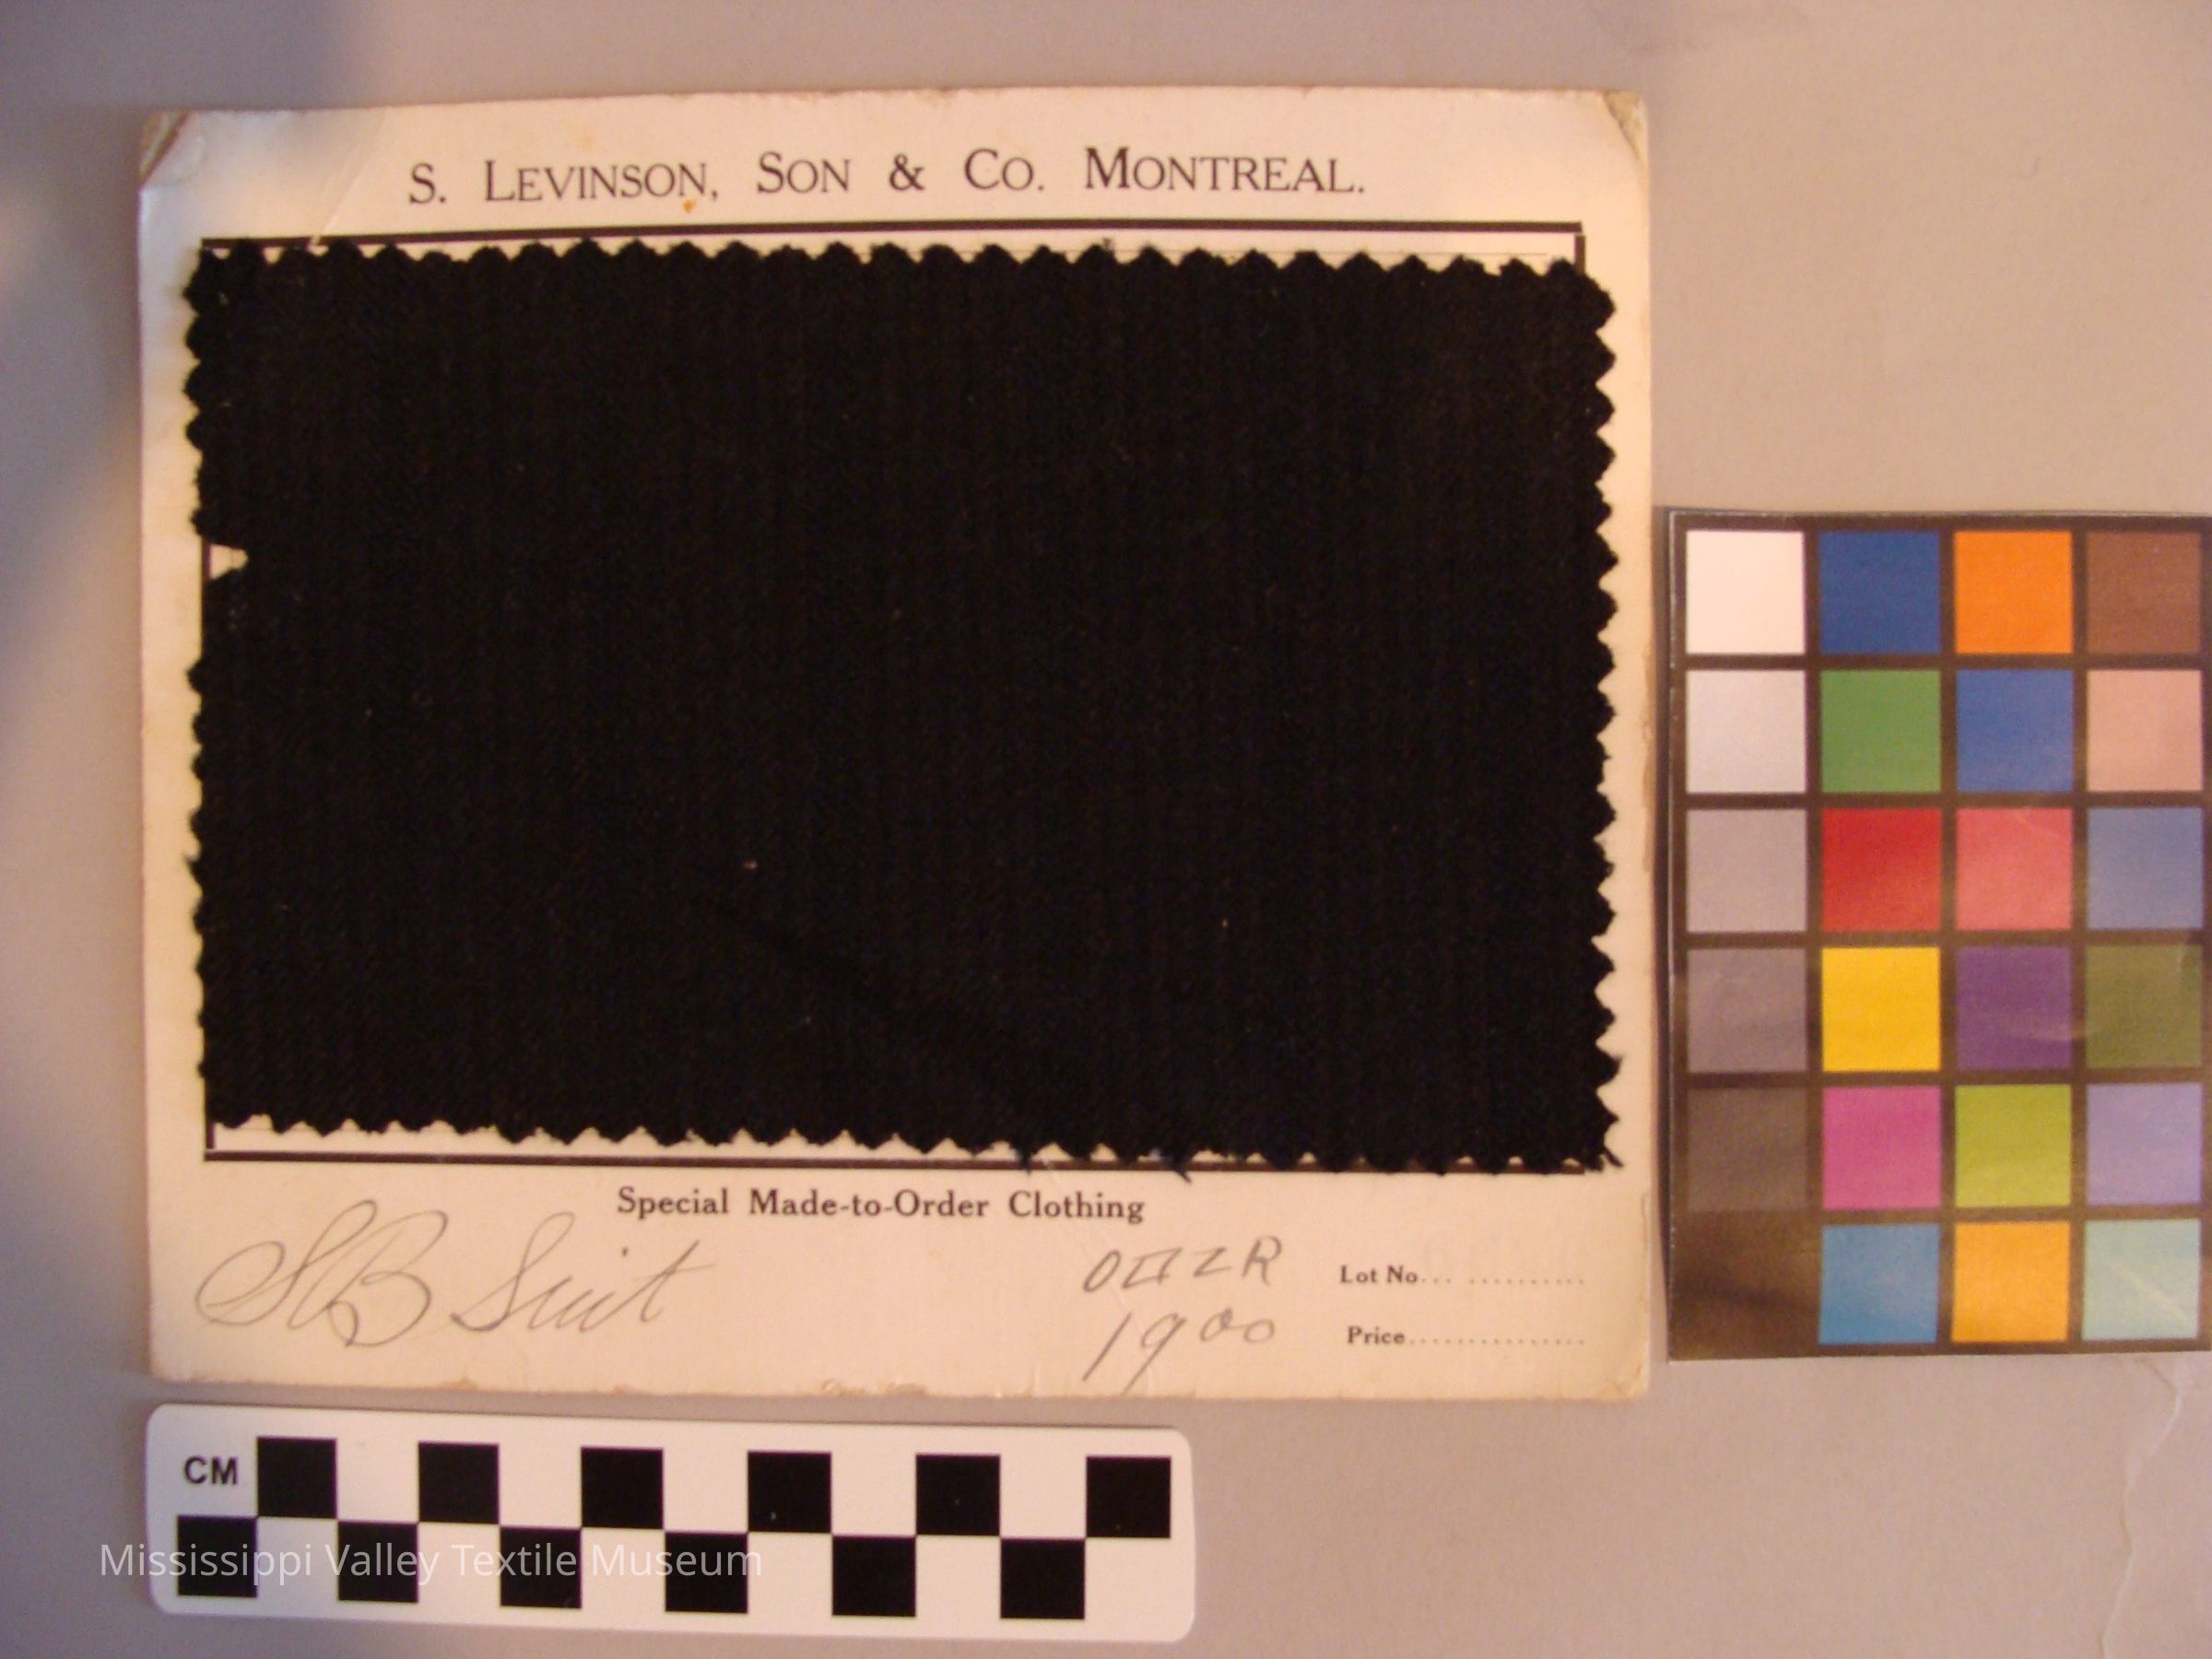 S. LEVINSON, SON & CO. MONTREAL.
Special Made-to-Order Clothing
SB Suit
Lot No... ..........
1900
Price...............
CM
Mississippi Valley Textile Museum